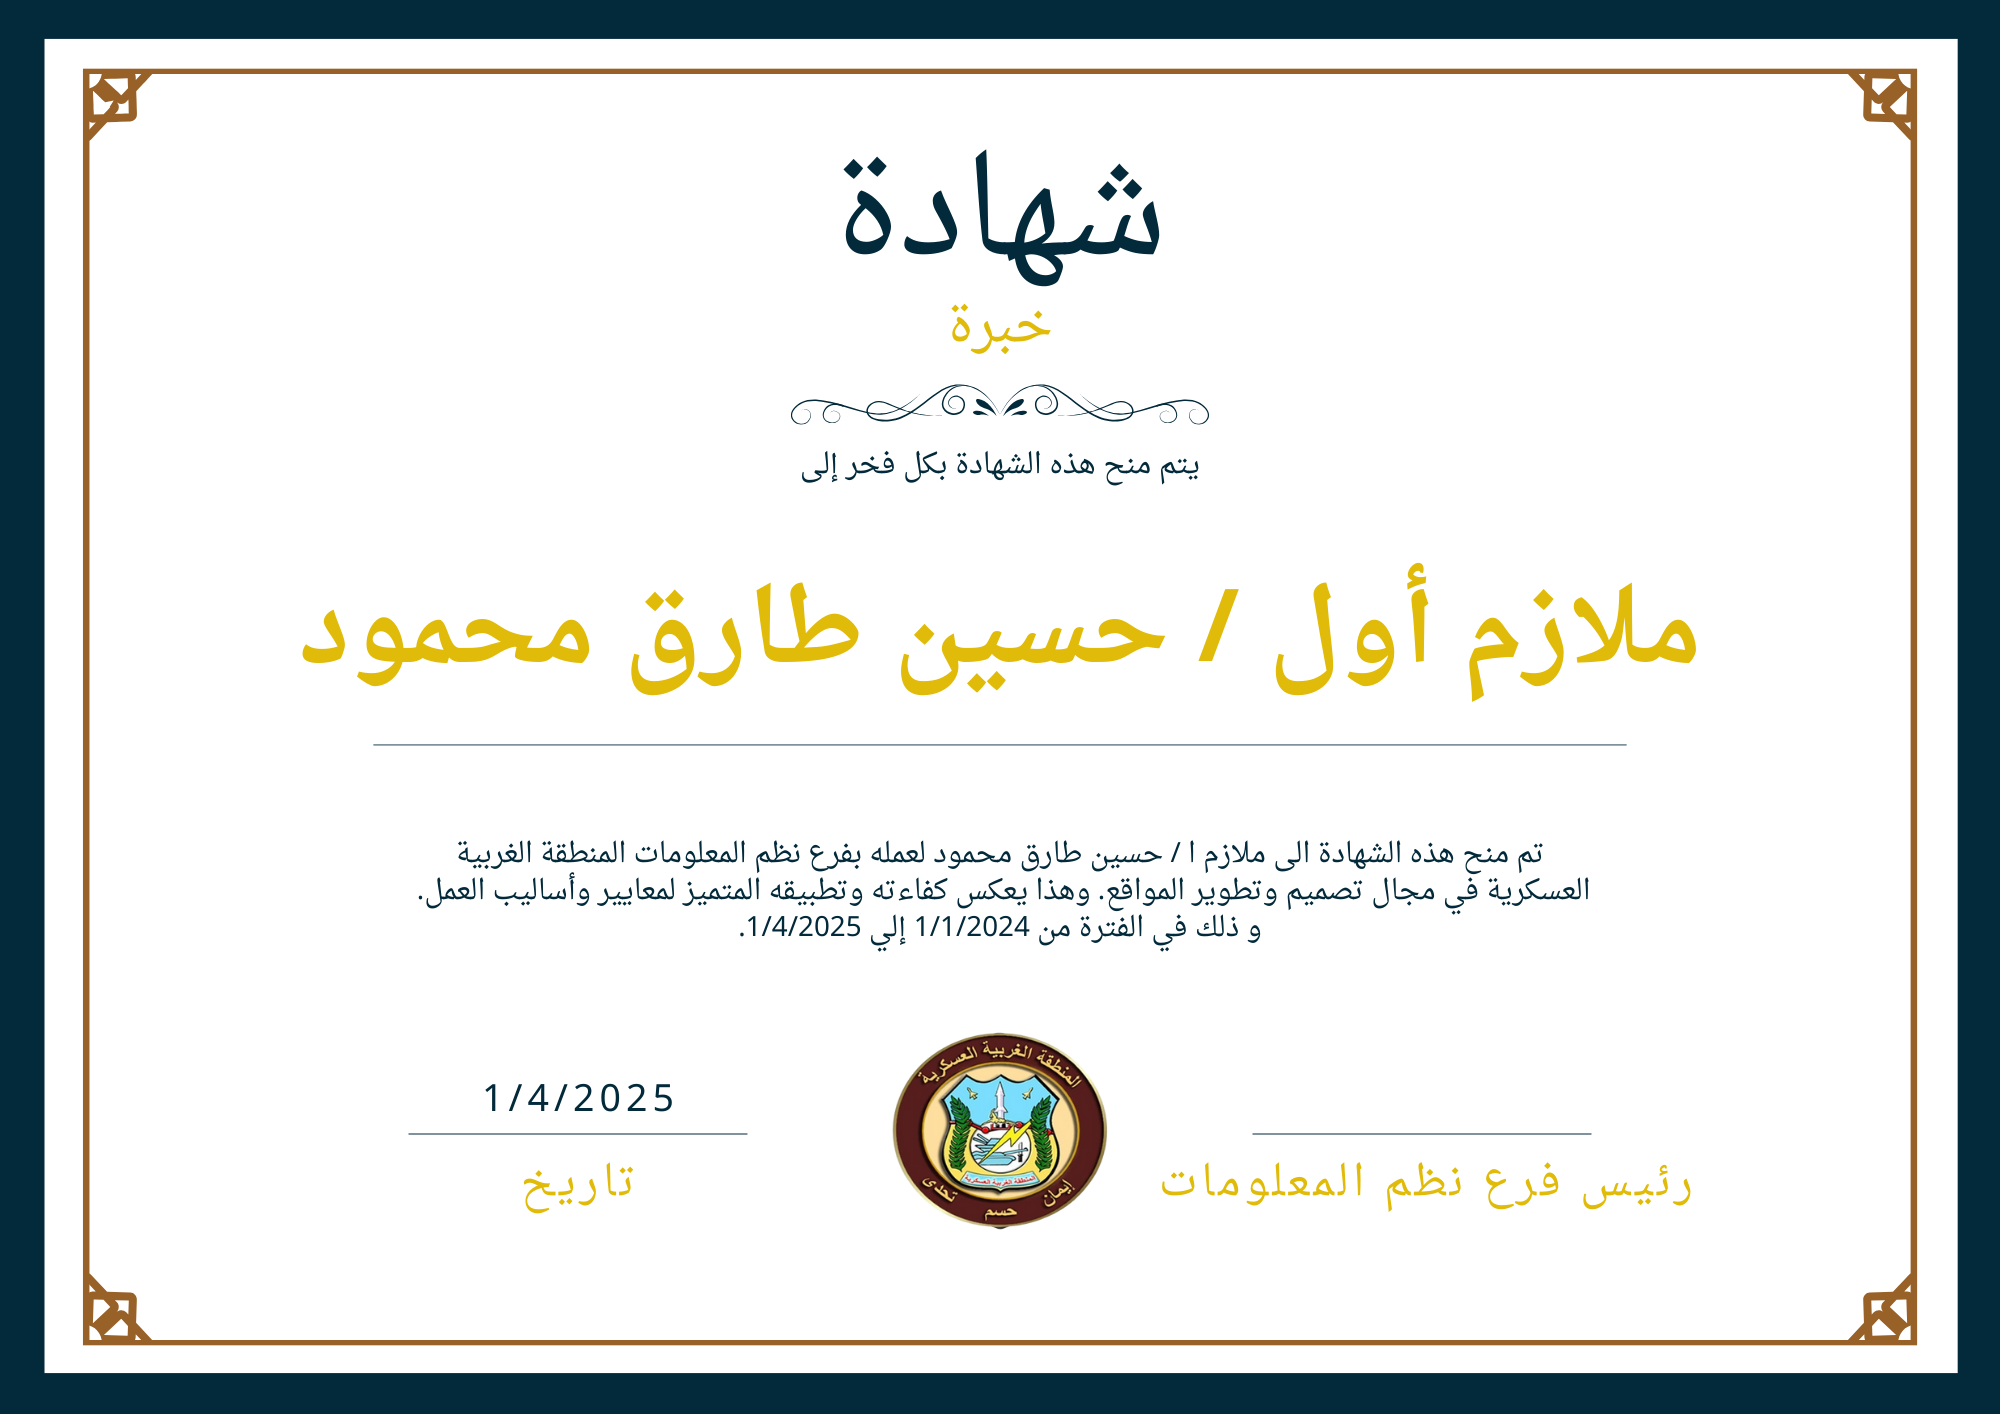 شهادة
خبرة
يتم منح هذه الشهادة بكل فخر إلى
ملازم أول / حسين طارق محمود
تم منح هذه الشهادة الى ملازم ا / حسين طارق محمود لعمله بفرع نظم المعلومات المنطقة الغربية
العسكرية في مجال تصميم وتطوير المواقع. وهذا يعكس كفاءته وتطبيقه المتميز لمعايير وأساليب العمل.
و ذلك في الفترة من 1/1/2024 إلي 1/4/2025.
المنطقة الغربية العسكرية
المنطقة الغربية العسكرية
إيمان
حسم
تحدى
رئيس فرع نظم المعلومات
1/4/2025
تاريخ